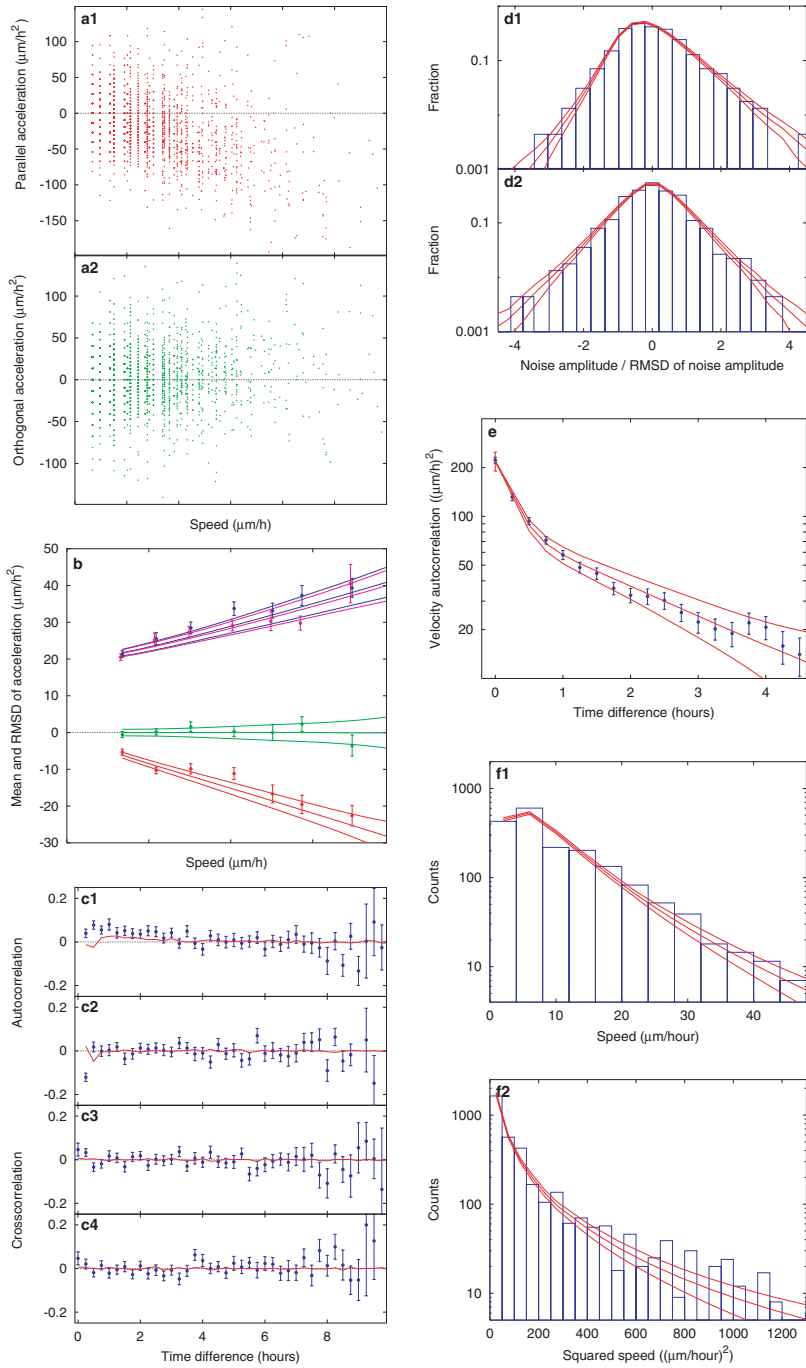 a1
Parallel acceleration (μm/h²)
100
50
0
-50
-100
-150
a2
Orthogonal acceleration (μm/h²)
100
50
0
-50
-100
Speed (μm/h)
b
Mean and RMSD of acceleration (μm/h²)
50
40
30
20
10
0
-10
-20
-30
Speed (μm/h)
c1
0.2
0
-0.2
Autocorrelation
c2
0.2
0
-0.2
c3
0.2
0
-0.2
Crosscorrelation
c4
0.2
0
-0.2
0 2 4 6 8
Time difference (hours)
d1
Fraction
0.1
0.001
d2
Fraction
0.1
0.001
-4 -2 0 2 4
Noise amplitude / RMSD of noise amplitude
e
Velocity autocorrelation ((μm/h)²)
200
100
50
20
0 1 2 3 4
Time difference (hours)
f1
Counts
1000
100
10
0 10 20 30 40
Speed (μm/hour)
f2
Counts
1000
100
10
0 200 400 600 800 1000 1200
Squared speed ((μm/hour)²)